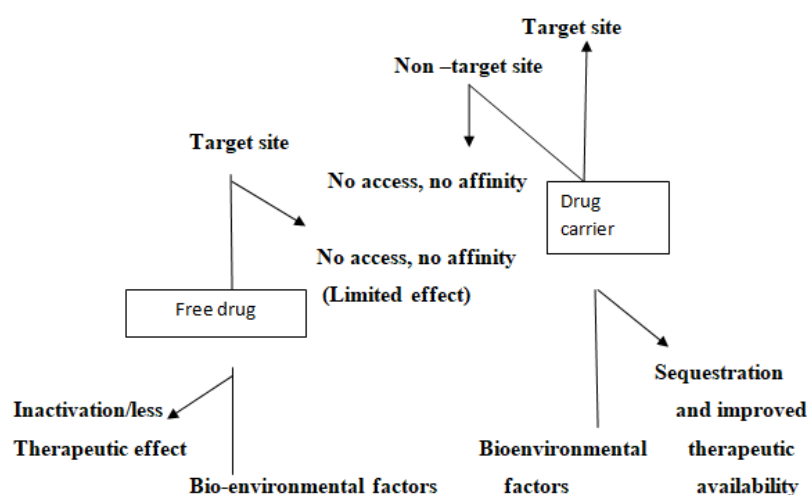 Target site
Non –target site
Target site
No access, no affinity
Drug
carrier
No access, no affinity
(Limited effect)
Free drug
Sequestration
and improved
therapeutic
availability
Inactivation/less
Therapeutic effect
Bioenvironmental
factors
Bio-environmental factors